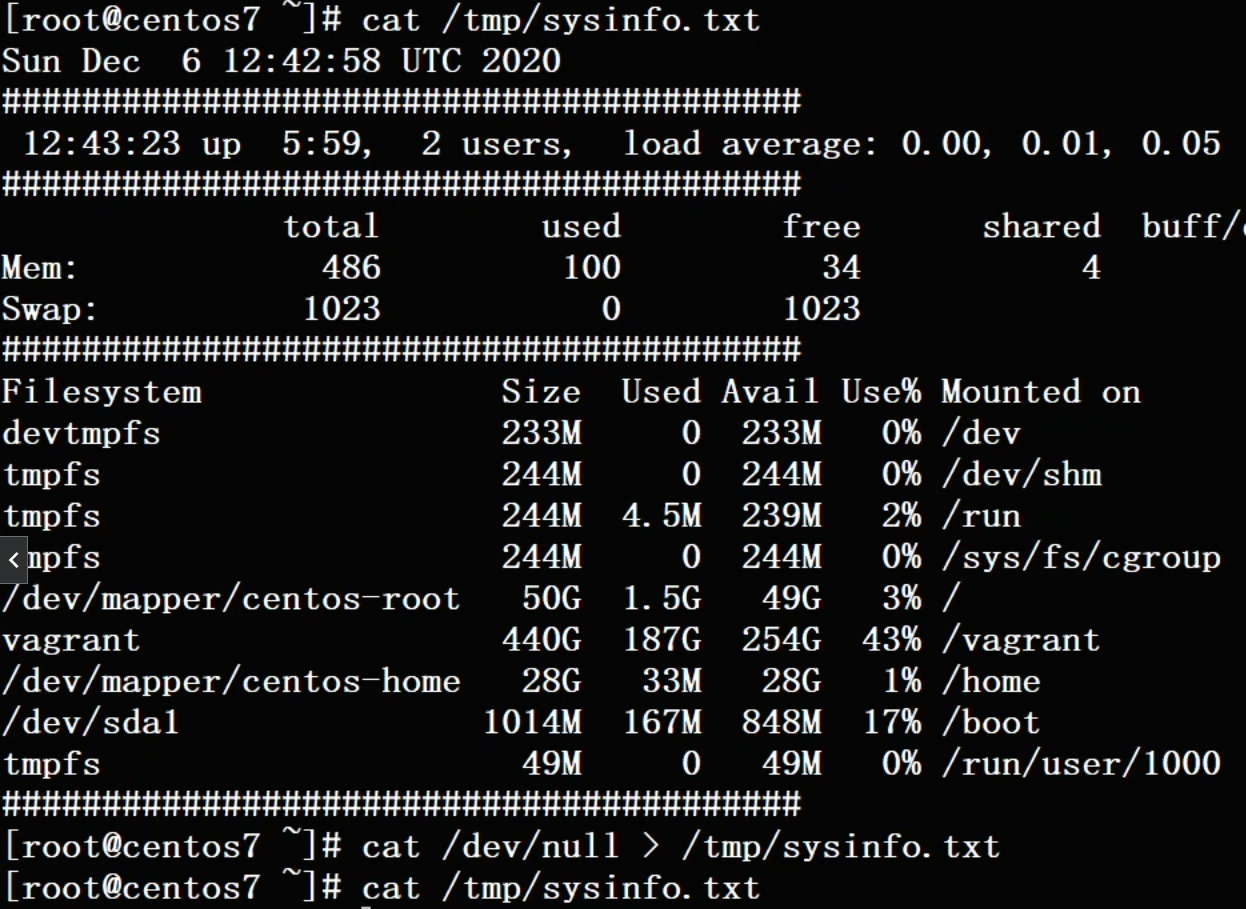 [root@centos7 ~]# cat /tmp/sysinfo.txt
Sun Dec  6 12:42:58 UTC 2020
########################################
 12:43:23 up  5:59,  2 users,  load average: 0.00, 0.01, 0.05
########################################
              total        used        free      shared  buff/
Mem:            486         100          34           4
Swap:          1023           0        1023
########################################
Filesystem               Size  Used Avail Use% Mounted on
devtmpfs                 233M     0  233M   0% /dev
tmpfs                    244M     0  244M   0% /dev/shm
tmpfs                    244M  4.5M  239M   2% /run
mpfs                    244M     0  244M   0% /sys/fs/cgroup
/dev/mapper/centos-root   50G  1.5G   49G   3% /
vagrant                  440G  187G  254G  43% /vagrant
/dev/mapper/centos-home   28G   33M   28G   1% /home
/dev/sda1               1014M  167M  848M  17% /boot
tmpfs                     49M     0   49M   0% /run/user/1000
########################################
[root@centos7 ~]# cat /dev/null > /tmp/sysinfo.txt
[root@centos7 ~]# cat /tmp/sysinfo.txt